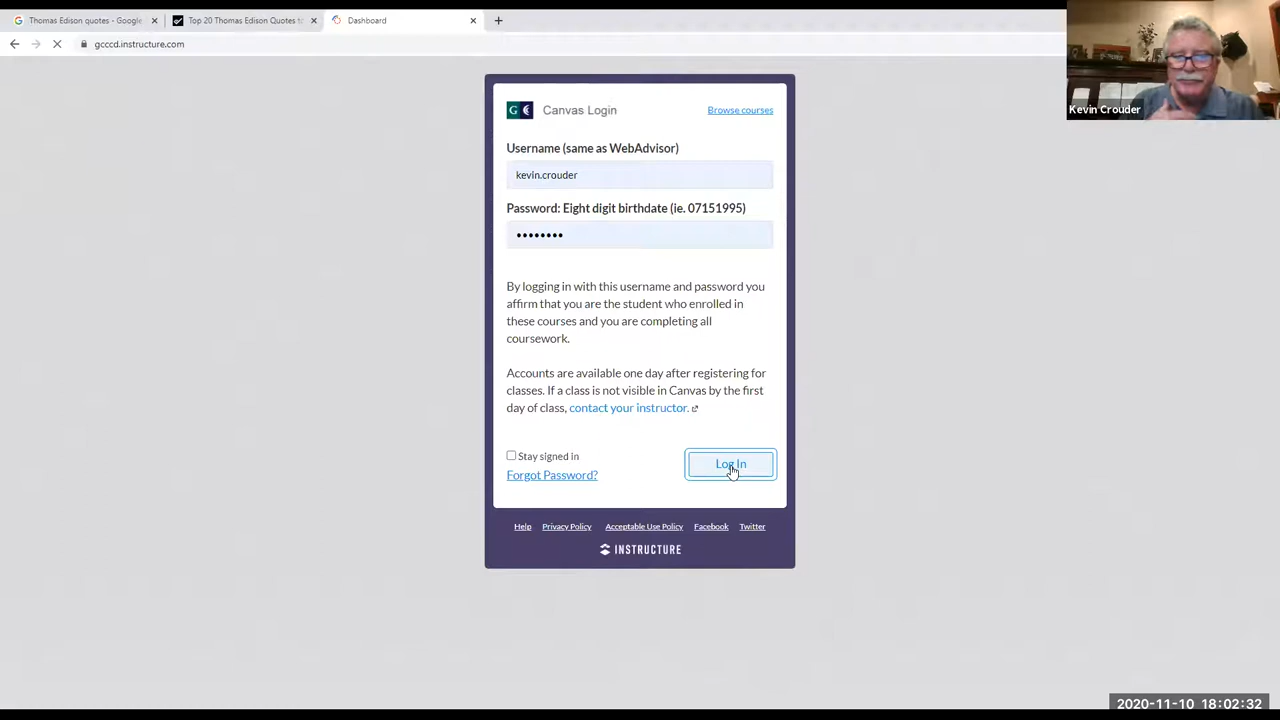 Thomas Edison quotes - Google
Top 20 Thomas Edison Quotes to
Dashboard
gcccd.instructure.com
Kevin Crouder
G C Canvas Login
Browse courses
Username (same as WebAdvisor)
kevin.crouder
Password: Eight digit birthdate (ie. 07151995)
••••••••
By logging in with this username and password you
affirm that you are the student who enrolled in
these courses and you are completing all
coursework.
Accounts are available one day after registering for
classes. If a class is not visible in Canvas by the first
day of class, contact your instructor.
Stay signed in
Forgot Password?
Log In
Help Privacy Policy Acceptable Use Policy Facebook Twitter
INSTRUCTURE
2020-11-10 18:02:32